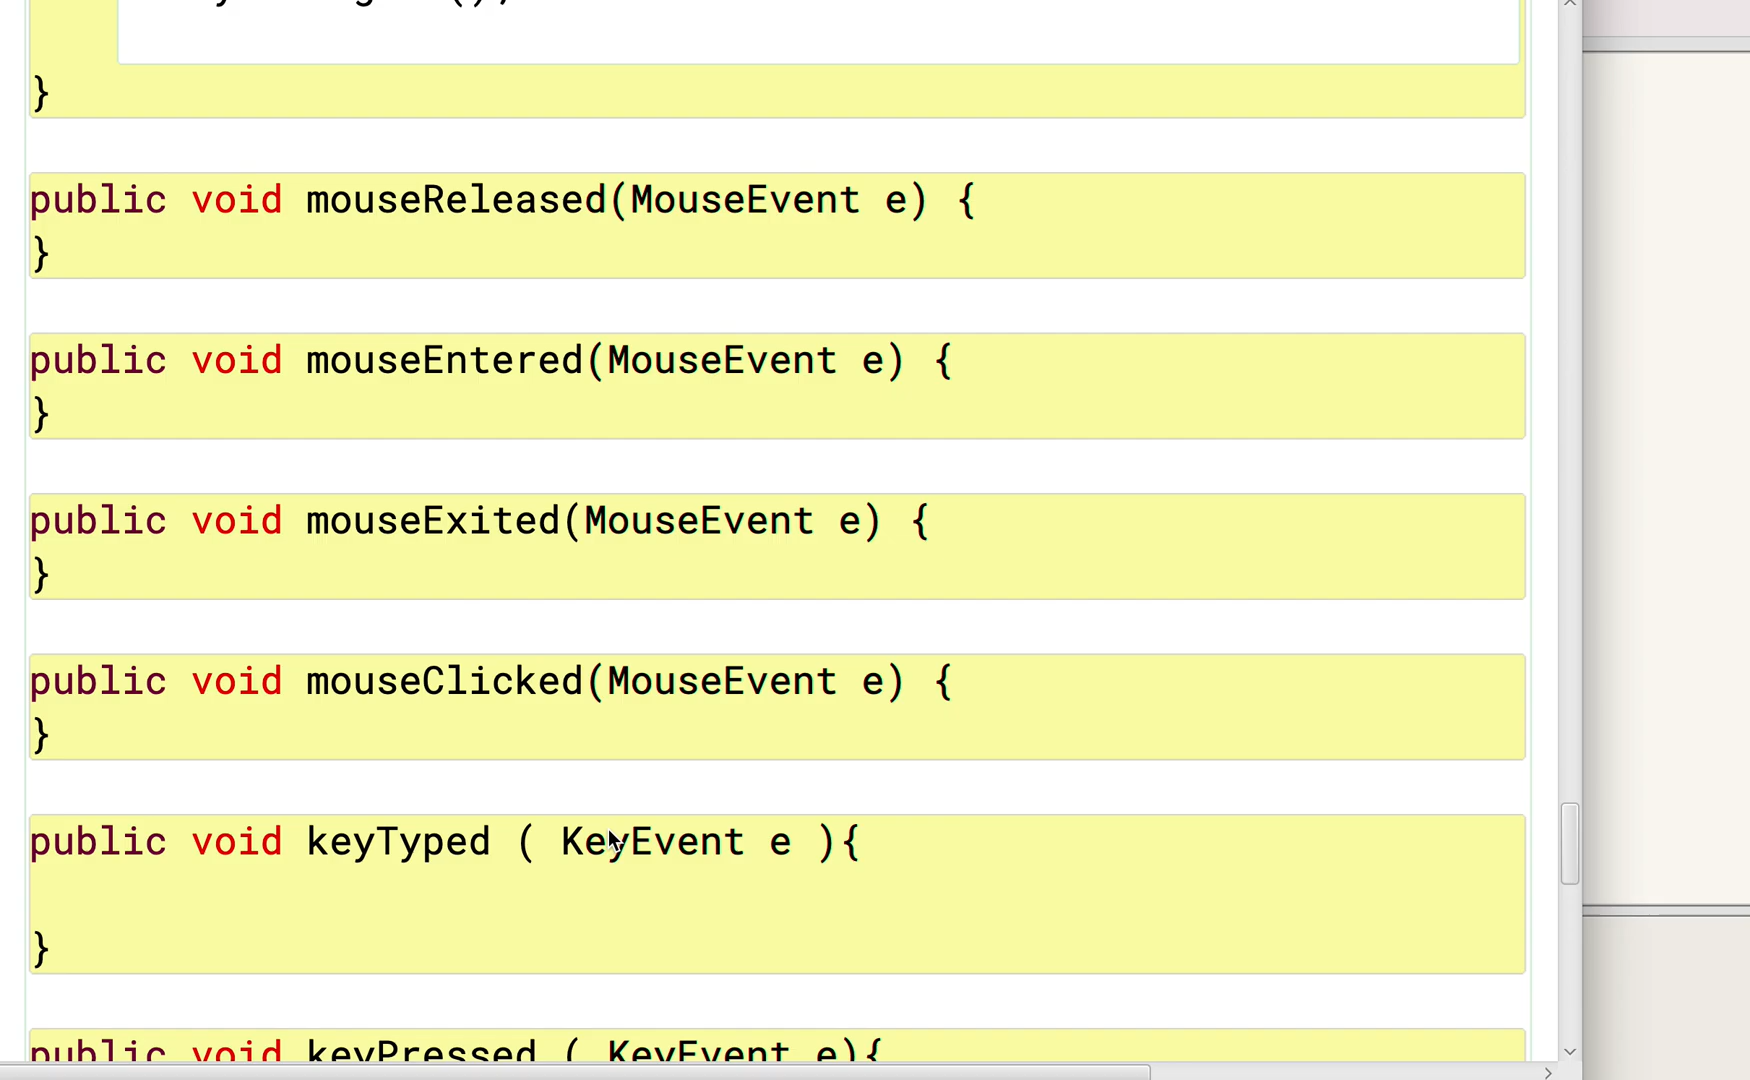 }
public void mouseReleased(MouseEvent e) {
}
public void mouseEntered(MouseEvent e) {
}
public void mouseExited(MouseEvent e) {
}
public void mouseClicked(MouseEvent e) {
}
public void keyTyped ( KeyEvent e ){
}
public void keyPressed ( KeyEvent e){